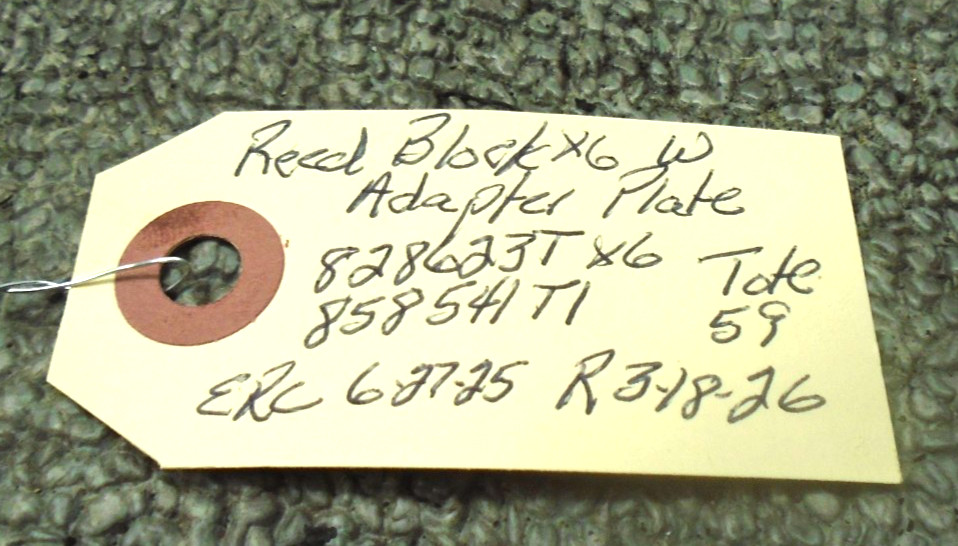 Reed Block x6 W
Adapter Plate
828623T x6
858541T1
Tote
59
ERC 6-27-25 R 3-18-26